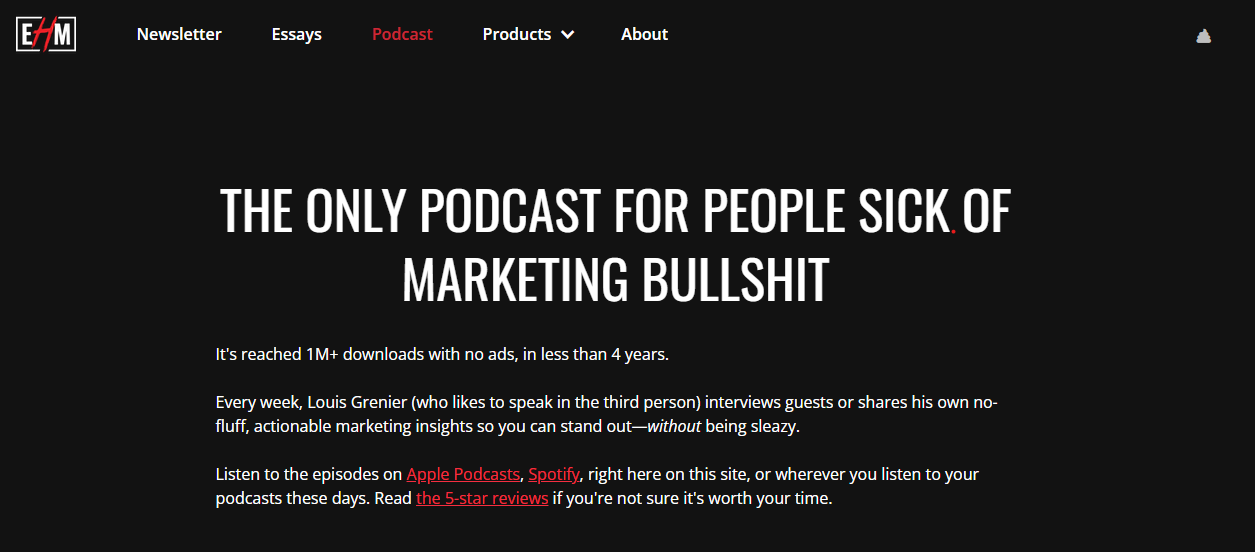 EHM
Newsletter Essays Podcast Products About
THE ONLY PODCAST FOR PEOPLE SICK. OF
MARKETING BULLSHIT
It's reached 1M+ downloads with no ads, in less than 4 years.
Every week, Louis Grenier (who likes to speak in the third person) interviews guests or shares his own no-
fluff, actionable marketing insights so you can stand out—without being sleazy.
Listen to the episodes on Apple Podcasts, Spotify, right here on this site, or wherever you listen to your
podcasts these days. Read the 5-star reviews if you're not sure it's worth your time.